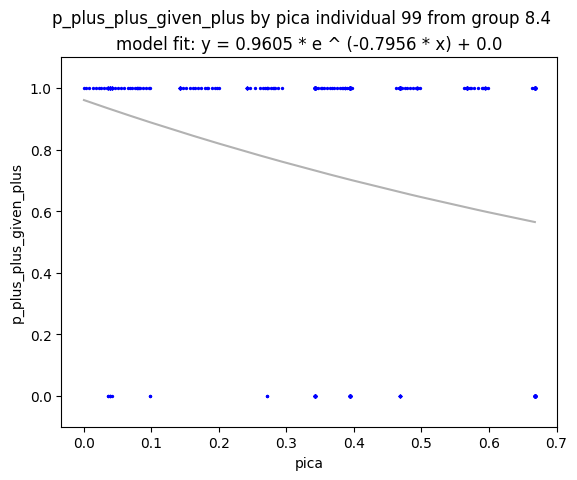 p_plus_plus_given_plus by pica individual 99 from group 8.4
model fit: y = 0.9605 * e ^ (-0.7956 * x) + 0.0
p_plus_plus_given_plus
1.0
0.8
0.6
0.4
0.2
0.0
0.0 0.1 0.2 0.3 0.4 0.5 0.6 0.7
pica